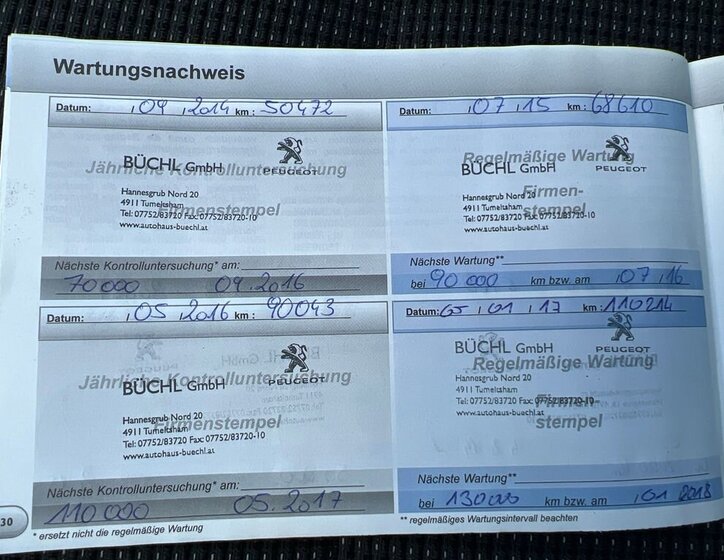 Wartungsnachweis
Datum: 04 . 2014 km : 50472
Jährliche Kontrolluntersuchung
BÜCHL GmbH PEUGEOT
Hannesgrub Nord 20
4911 Tumeltsham
Firmenstempel
Tel: 07752/83720 Fax: 07752/83720-10
www.autohaus-buechl.at
Nächste Kontrolluntersuchung* am:
70000 04.2016
Datum: 07 . 15 km : 68610
Regelmäßige Wartung
BÜCHL GmbH PEUGEOT
Hannesgrub Nord 20
Firmen-
4911 Tumeltsham
stempel
Tel: 07752/83720 Fax: 07752/83720-10
www.autohaus-buechl.at
Nächste Wartung**
bei 90000 km bzw. am 07.16
Datum: 05 . 2016 km : 90043
Jährliche Kontrolluntersuchung
BÜCHL GmbH PEUGEOT
Hannesgrub Nord 20
4911 Tumeltsham
Firmenstempel
Tel: 07752/83720 Fax: 07752/83720-10
www.autohaus-buechl.at
Nächste Kontrolluntersuchung* am:
110000 05.2017
Datum: 05 . 01 . 17 km : 110214
BÜCHL GmbH PEUGEOT
Regelmäßige Wartung
Hannesgrub Nord 20
4911 Tumeltsham
Firmen-
Tel: 07752/83720 Fax: 07752/83720-10
www.autohaus-buechl.at
stempel
Nächste Wartung**
bei 130000 km bzw. am 01 2018
30
* ersetzt nicht die regelmäßige Wartung
** regelmäßiges Wartungsintervall beachten